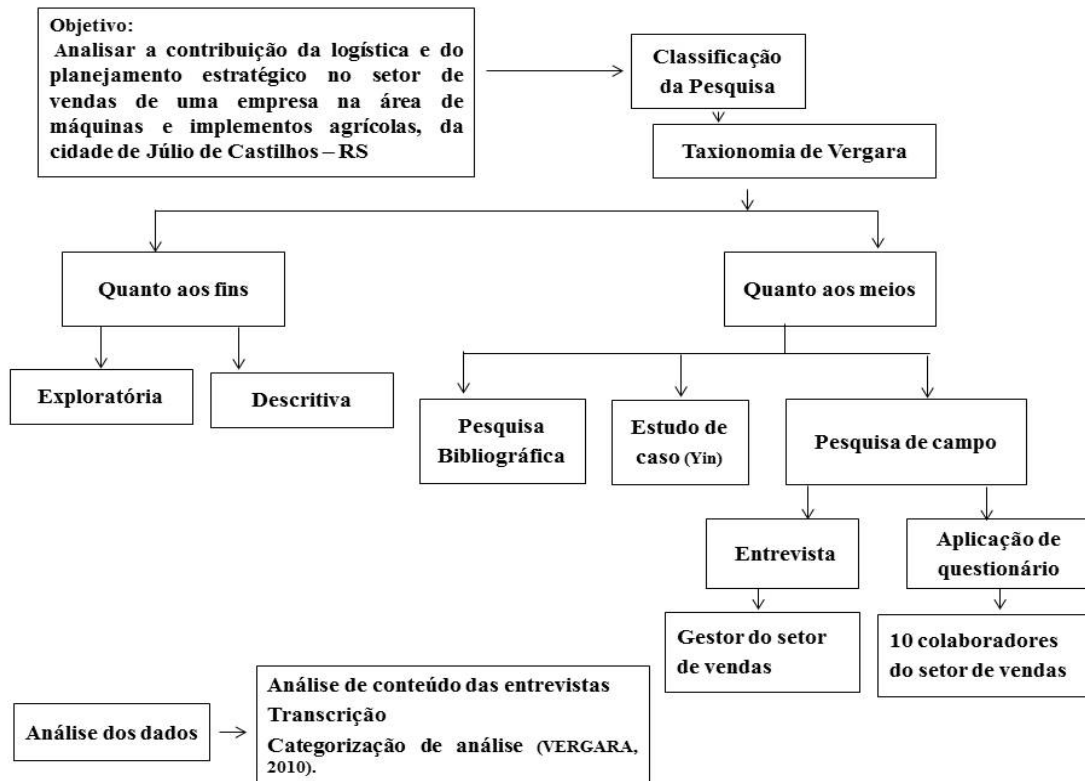 Objetivo:
Analisar a contribuição da logística e do
planejamento estratégico no setor de
vendas de uma empresa na área de
máquinas e implementos agrícolas, da
cidade de Júlio de Castilhos – RS
Classificação
da Pesquisa
Taxionomia de Vergara
Quanto aos fins
Quanto aos meios
Exploratória
Descritiva
Pesquisa
Bibliográfica
Estudo de
caso (Yin)
Pesquisa de campo
Entrevista
Aplicação de
questionário
Gestor do setor
de vendas
10 colaboradores
do setor de vendas
Análise dos dados
Análise de conteúdo das entrevistas
Transcrição
Categorização de análise (VERGARA,
2010).